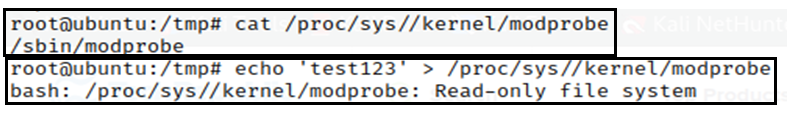 root@ubuntu:/tmp# cat /proc/sys//kernel/modprobe
/sbin/modprobe
root@ubuntu:/tmp# echo 'test123' > /proc/sys//kernel/modprobe
bash: /proc/sys//kernel/modprobe: Read-only file system